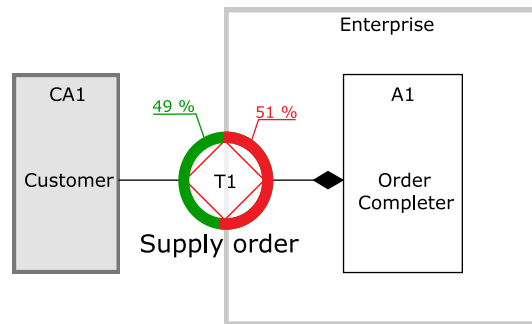 Enterprise
CA1
A1
49 %
51 %
Customer
T1
Order
Completer
Supply order